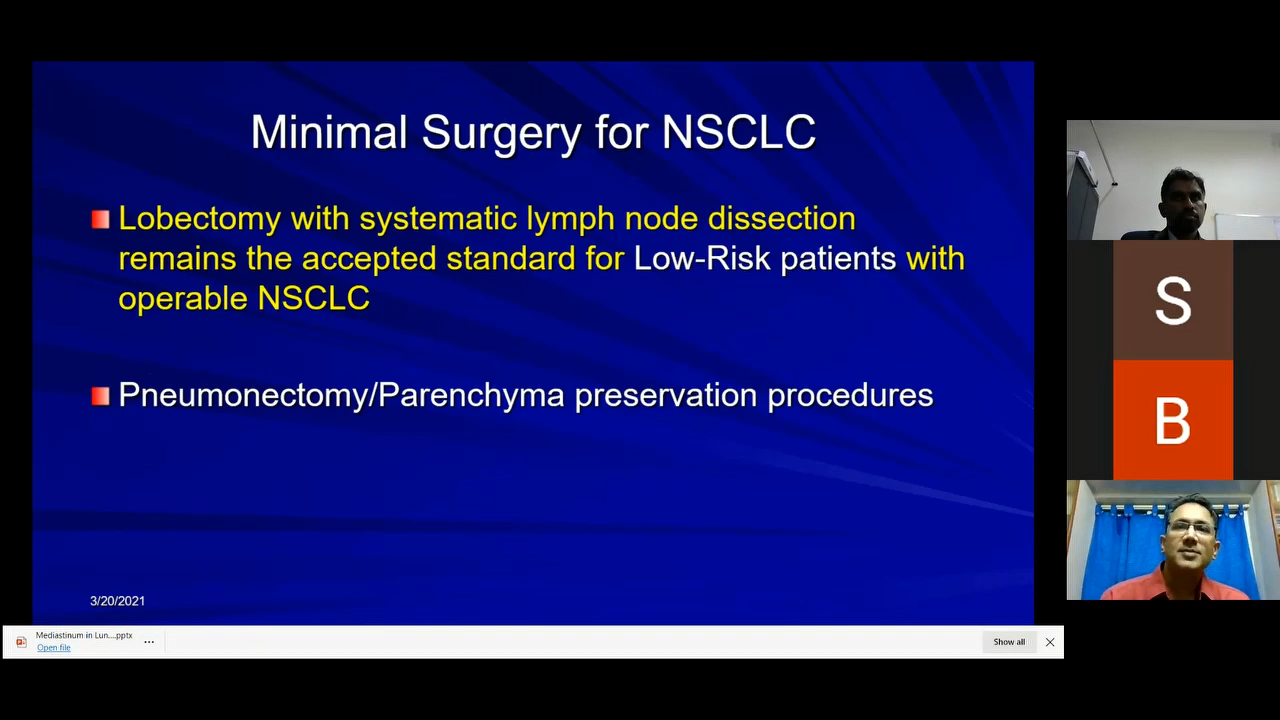 Minimal Surgery for NSCLC
Lobectomy with systematic lymph node dissection
remains the accepted standard for Low-Risk patients with
operable NSCLC
Pneumonectomy/Parenchyma preservation procedures
3/20/2021
Mediastinum in Lun....pptx
Open file
Show all
S
B